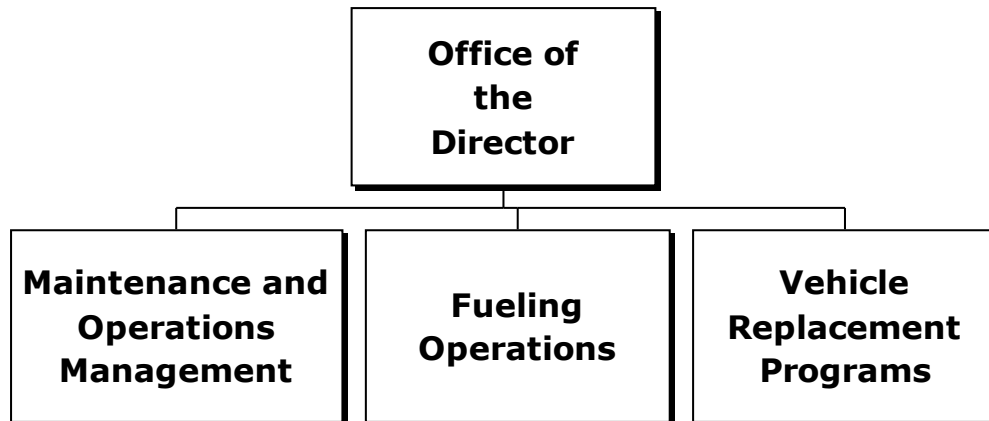 Office of
the
Director
Maintenance and
Operations
Management
Fueling
Operations
Vehicle
Replacement
Programs